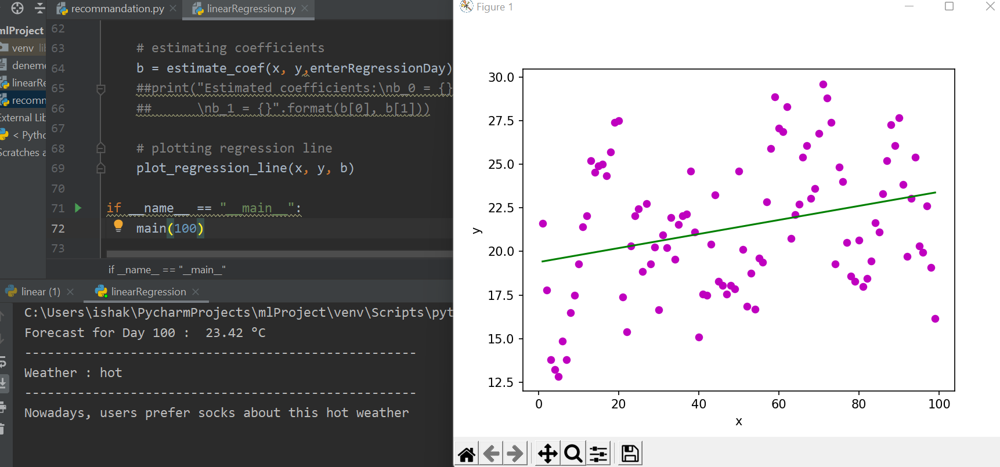 recommandation.py
linearRegression.py
mlProject
venv
linearRe
recomm
External Lib
< Pytho
Scratches a
62
63 # estimating coefficients
64 b = estimate_coef(x, y,enterRegressionDay)
65 ##print("Estimated coefficients:\nb_0 = {}
66 ## \nb_1 = {}".format(b[0], b[1]))
67
68 # plotting regression line
69 plot_regression_line(x, y, b)
70
71 if __name__ == "__main__":
72 main(100)
73
if __name__ == "__main__"
linear (1)
linearRegression
C:\Users\ishak\PycharmProjects\mlProject\venv\Scripts\pyt
Forecast for Day 100 : 23.42 °C
----------------------------------------------------
Weather : hot
----------------------------------------------------
Nowadays, users prefer socks about this hot weather
Figure 1
30.0
27.5
25.0
22.5
20.0
17.5
15.0
12.5
y
0 20 40 60 80 100
x